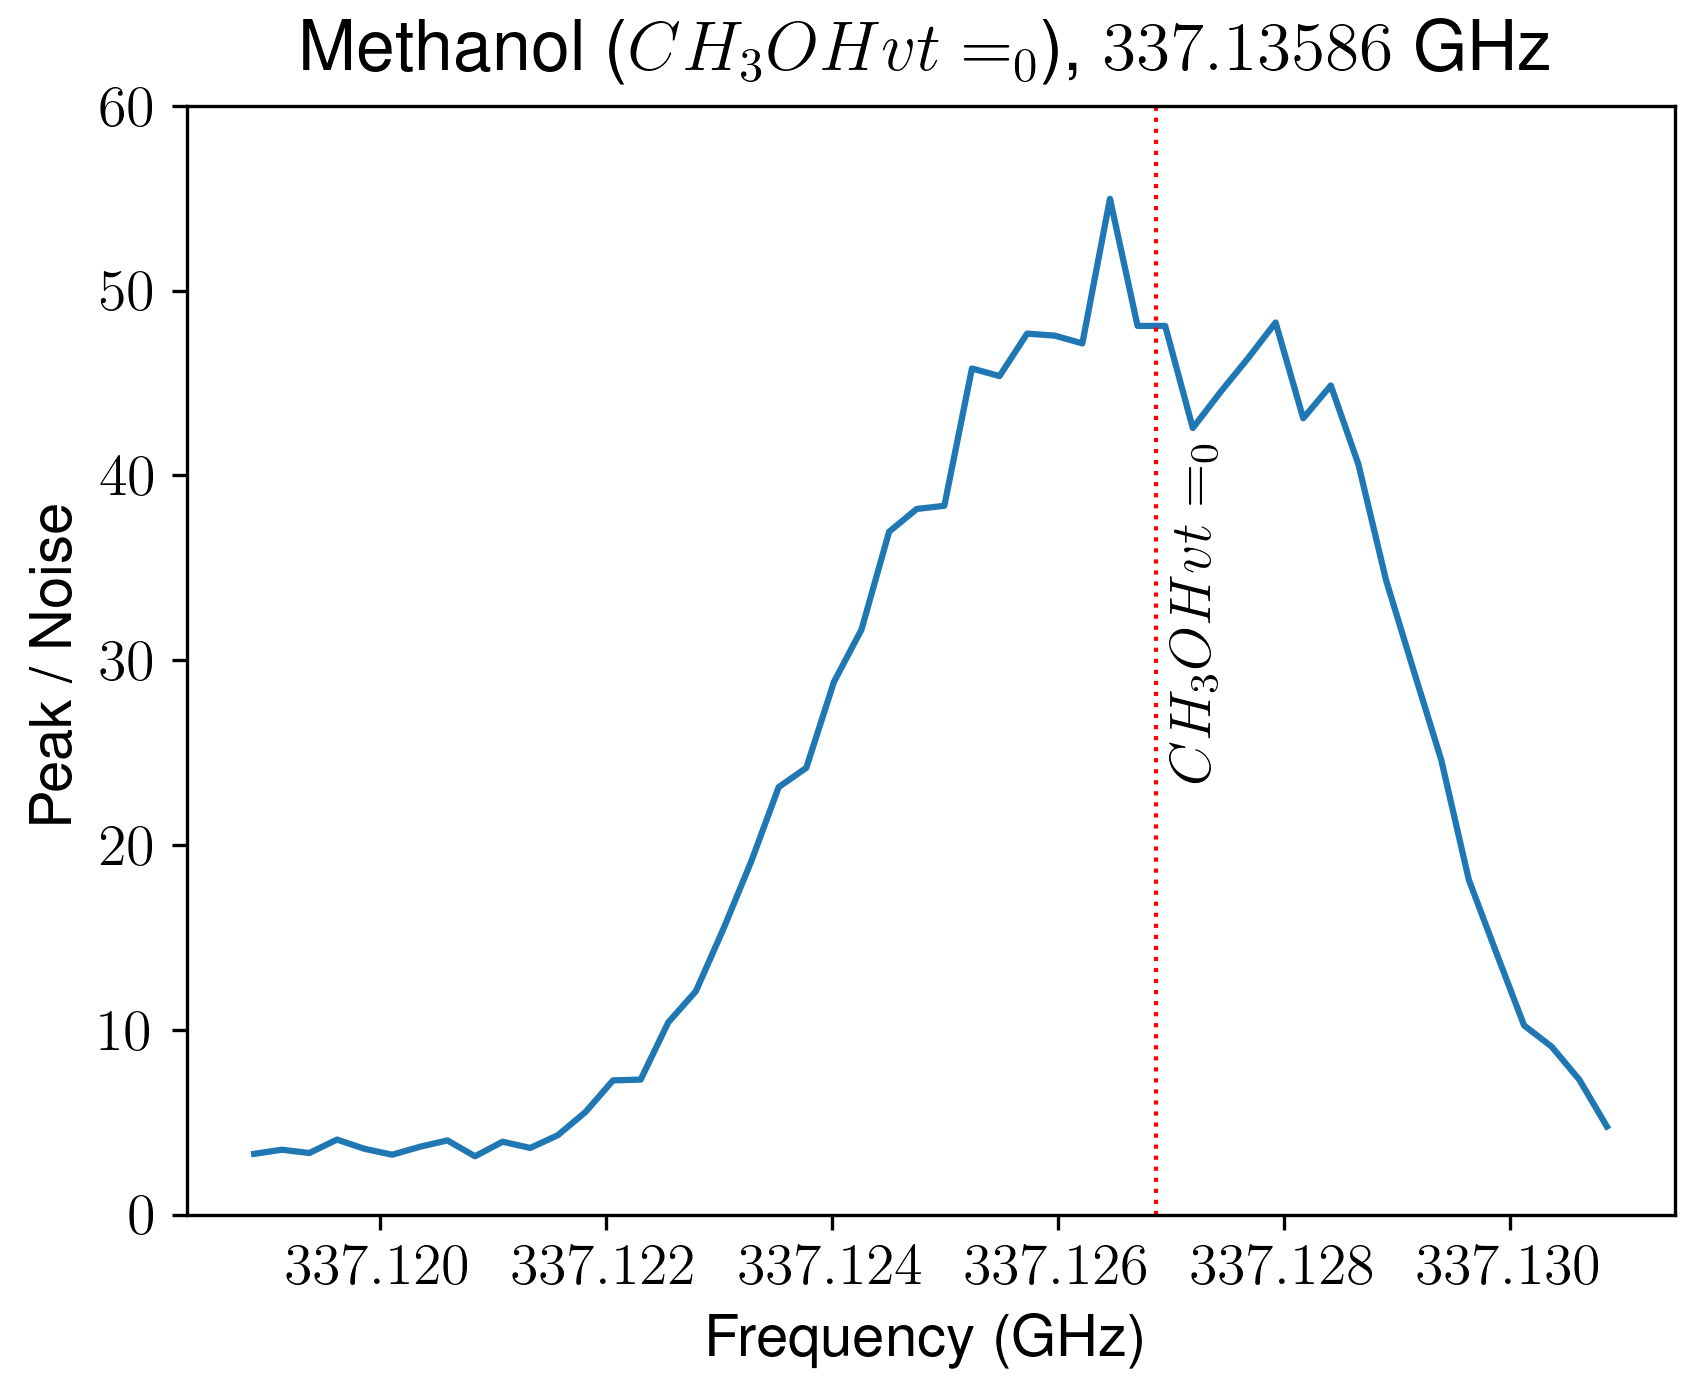 Methanol (CH₃OHvt =₀), 337.13586 GHz
60
50
40
30
20
10
0
Peak / Noise
CH₃OHvt =₀
337.120 337.122 337.124 337.126 337.128 337.130
Frequency (GHz)